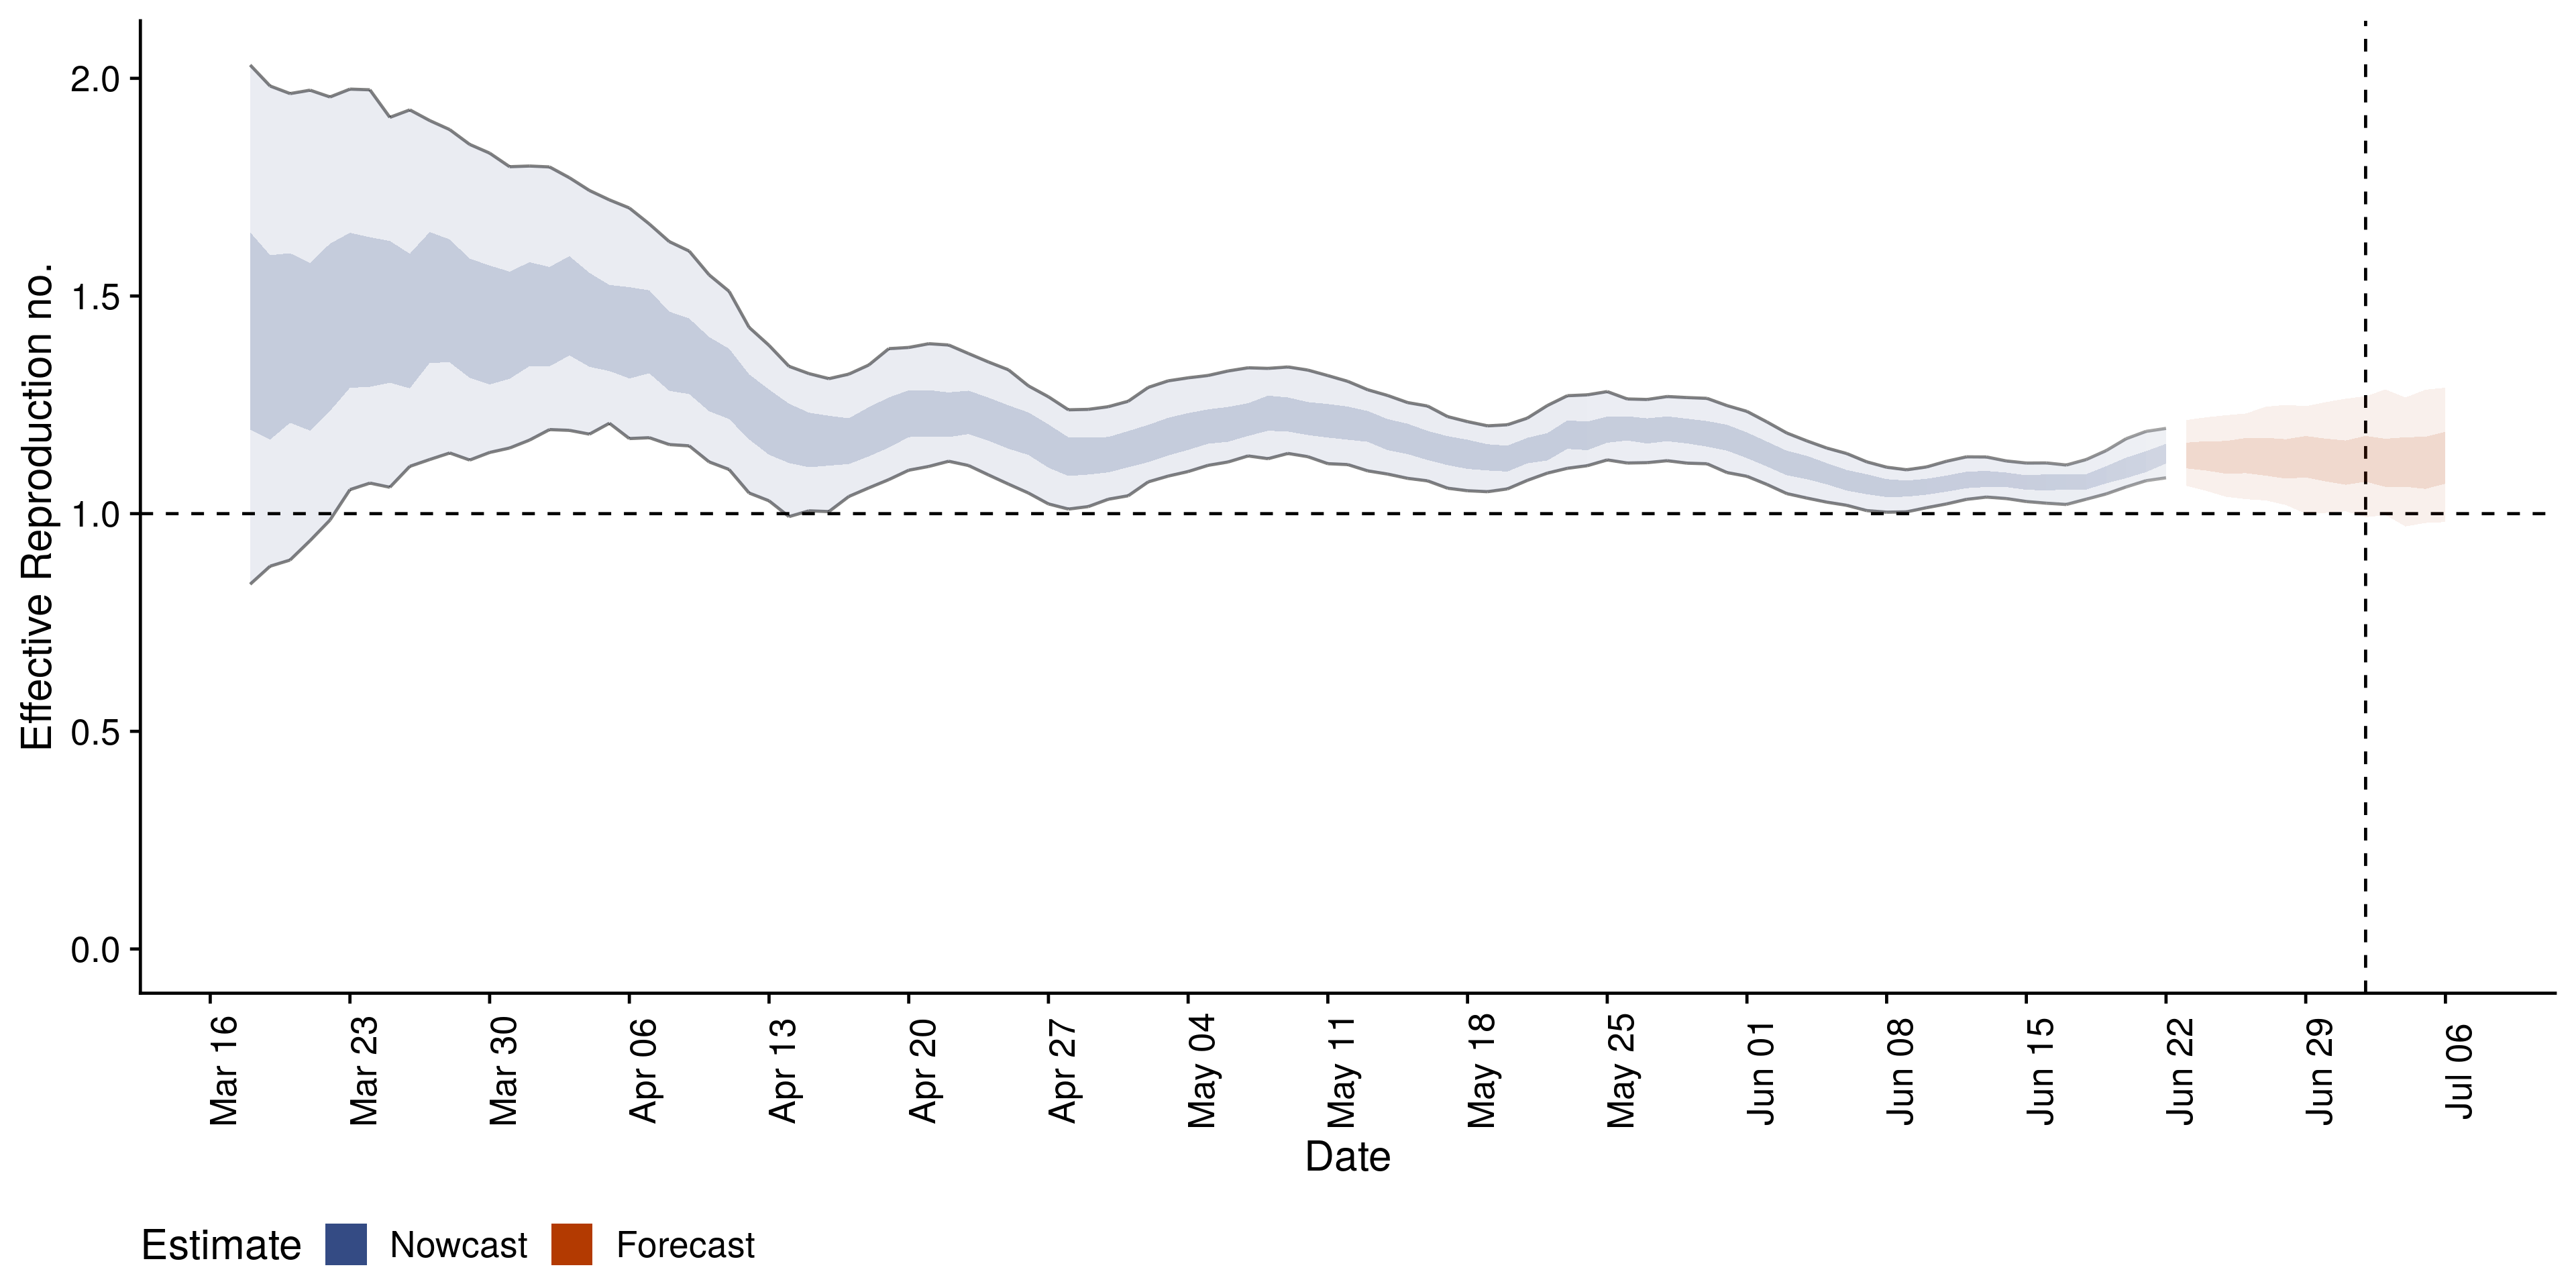 Effective Reproduction no.
2.0
1.5
1.0
0.5
0.0
Mar 16
Mar 23
Mar 30
Apr 06
Apr 13
Apr 20
Apr 27
May 04
May 11
May 18
May 25
Jun 01
Jun 08
Jun 15
Jun 22
Jun 29
Jul 06
Date
Estimate Nowcast Forecast